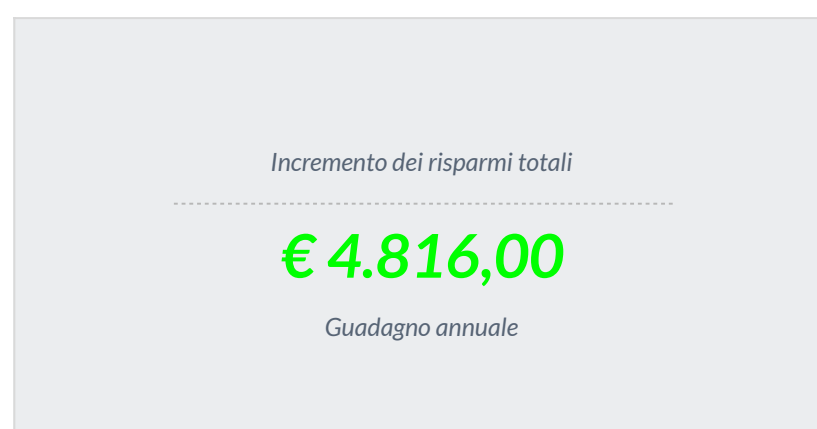 Incremento dei risparmi totali
€ 4.816,00
Guadagno annuale